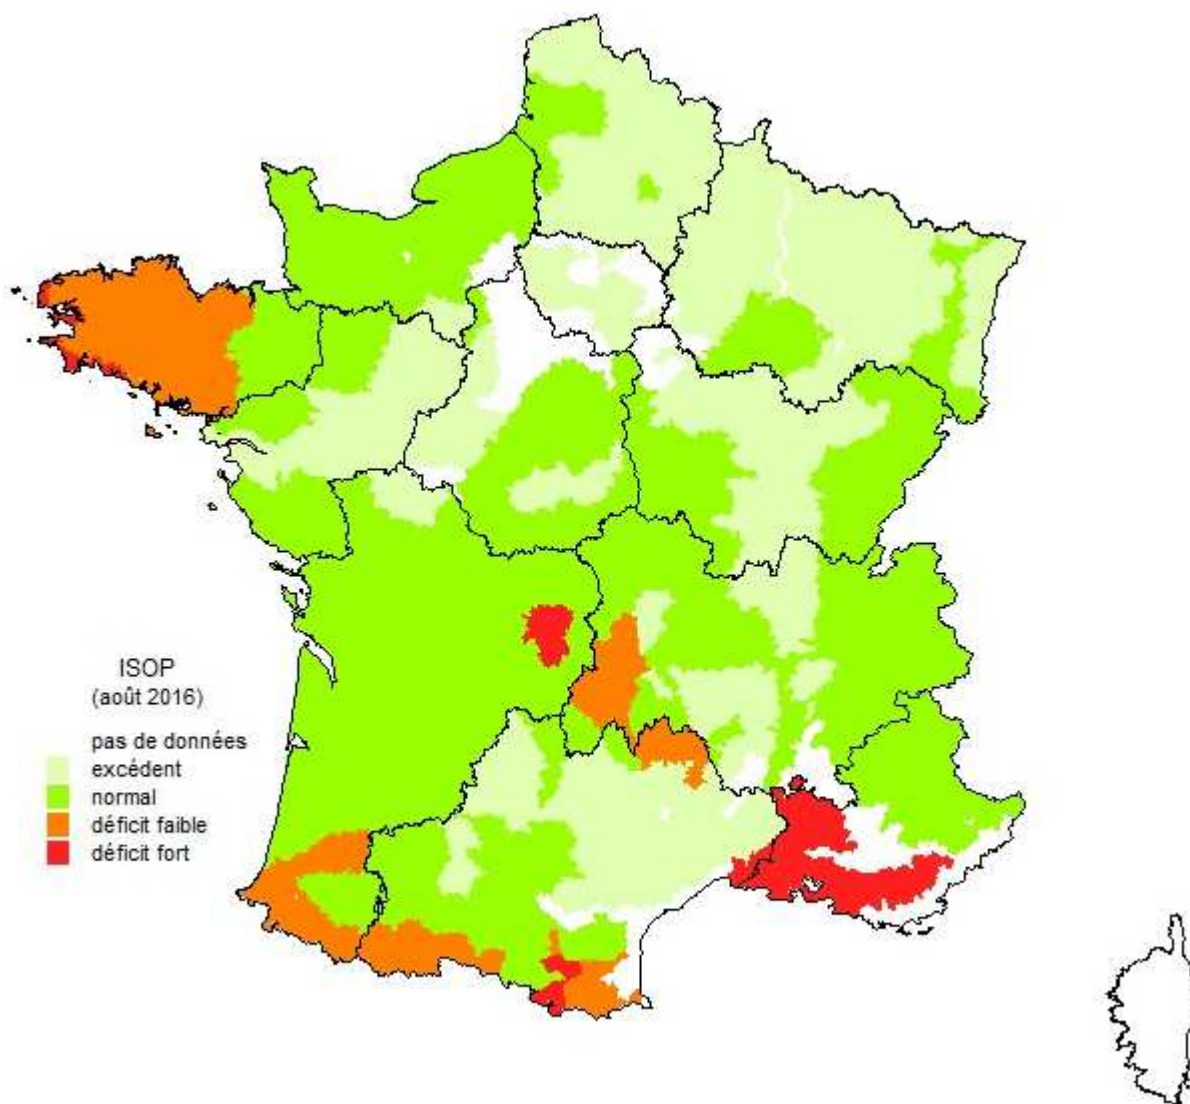 ISOP
(août 2016)
pas de données
excédent
normal
déficit faible
déficit fort